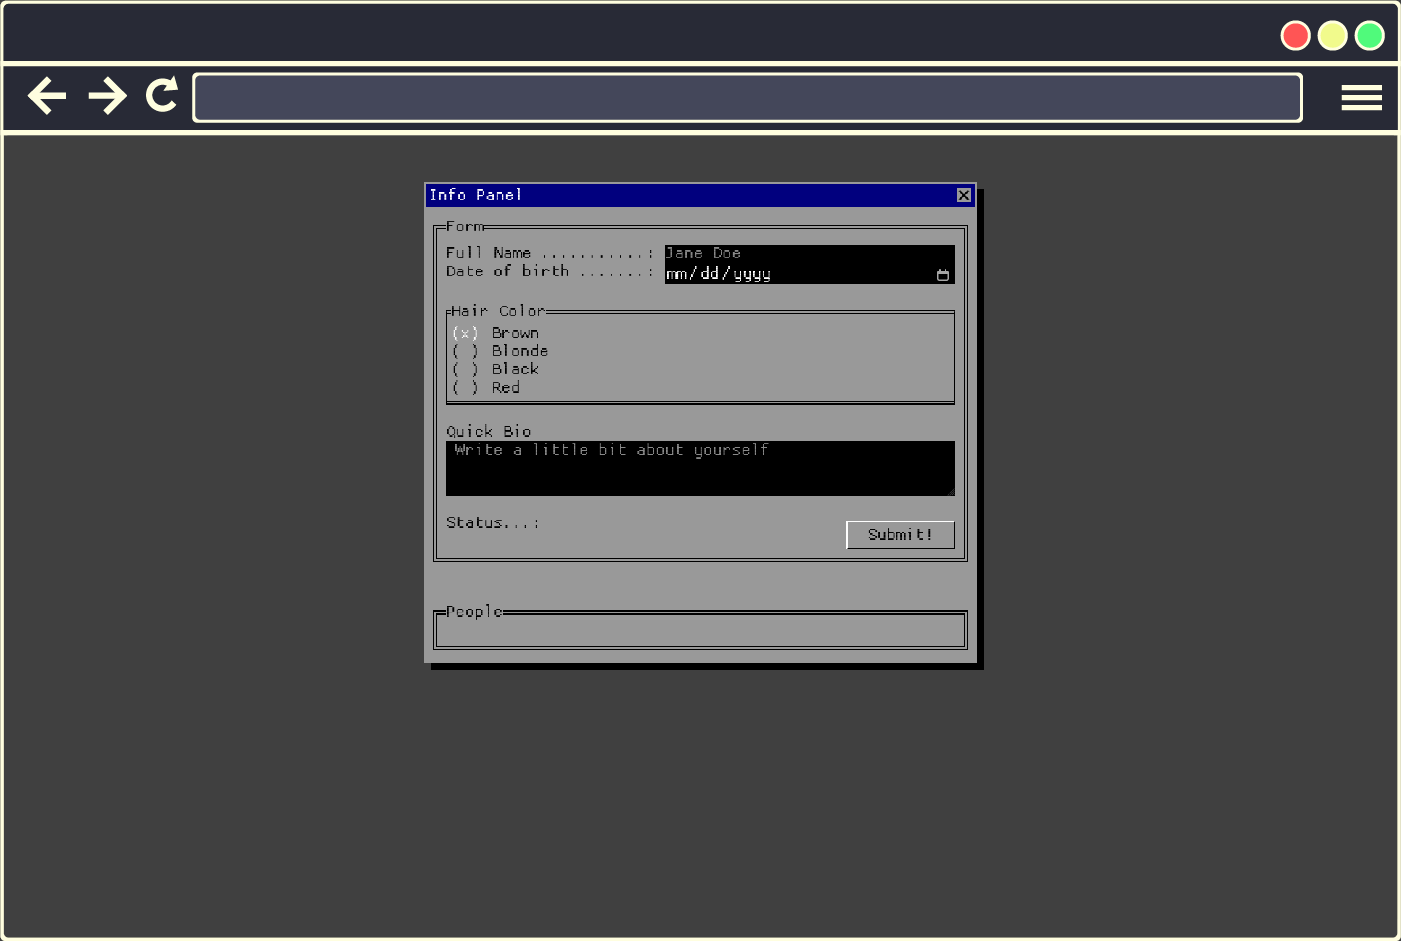 Info Panel
Form
Full Name ...........: Jane Doe
Date of birth .......: mm/dd/yyyy
Hair Color
(x) Brown
( ) Blonde
( ) Black
( ) Red
Quick Bio
Write a little bit about yourself
Status...:
Submit!
People